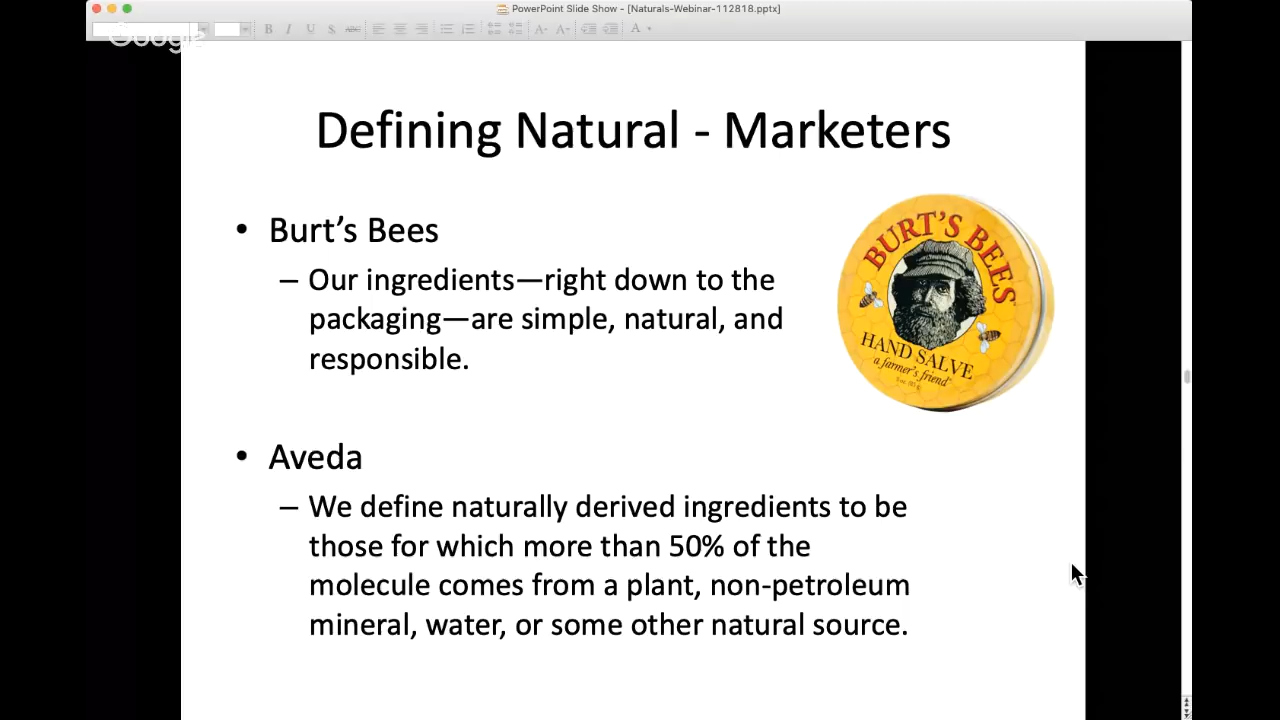 PowerPoint Slide Show - [Naturals-Webinar-112818.pptx]
Google
B I U S ABC A A A
Defining Natural - Marketers
• Burt’s Bees
– Our ingredients—right down to the
packaging—are simple, natural, and
responsible.
BURT'S BEES
HAND SALVE
a farmer's friend
• Aveda
– We define naturally derived ingredients to be
those for which more than 50% of the
molecule comes from a plant, non-petroleum
mineral, water, or some other natural source.